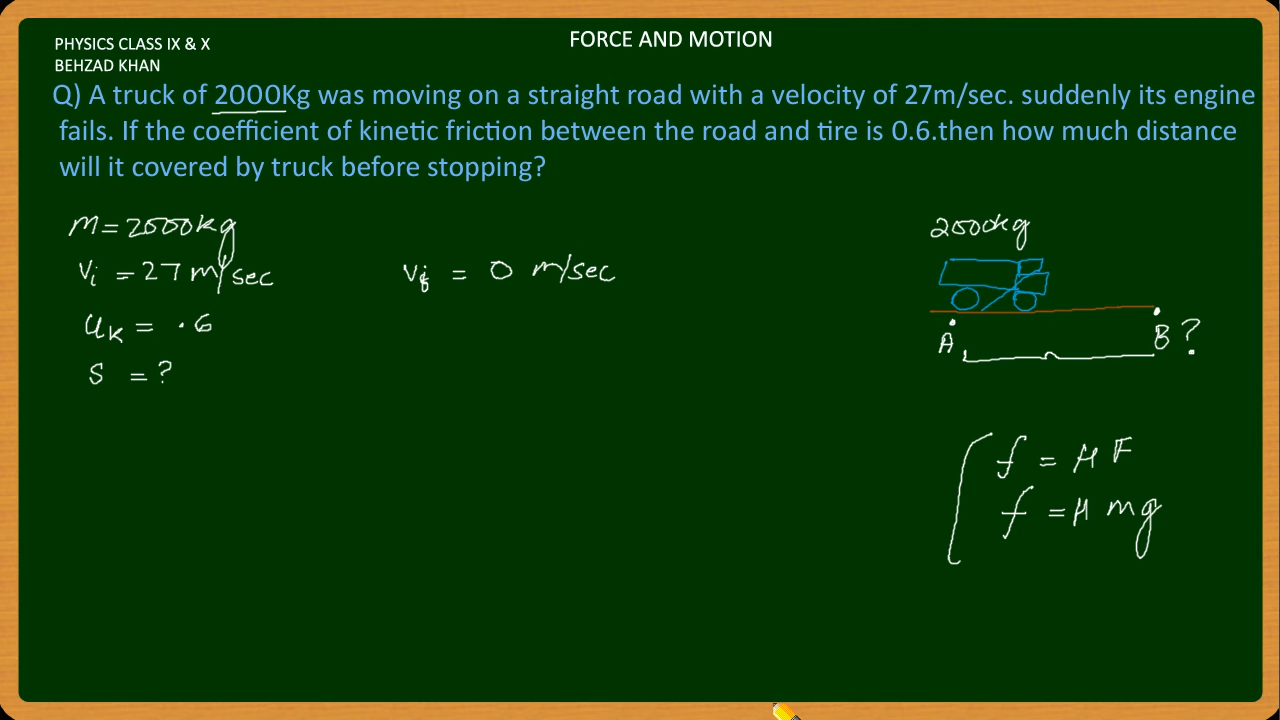 PHYSICS CLASS IX & X
BEHZAD KHAN
FORCE AND MOTION
Q) A truck of 2000Kg was moving on a straight road with a velocity of 27m/sec. suddenly its engine
fails. If the coefficient of kinetic friction between the road and tire is 0.6.then how much distance
will it covered by truck before stopping?
m = 2000kg
vi = 27 m/sec
vf = 0 m/sec
uk = .6
S = ?
2000kg
A
B ?
f = μ F
f = μ mg